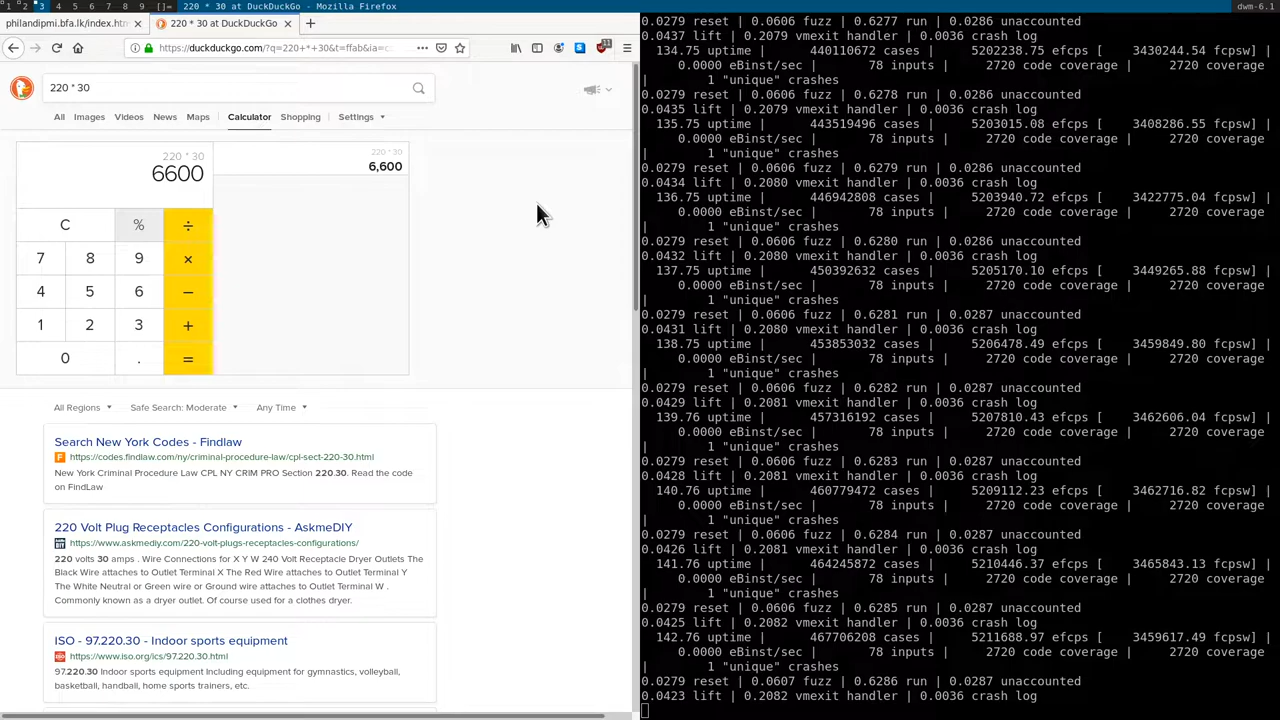 1 2 3 4 5 6 7 8 9 []= 220 * 30 at DuckDuckGo - Mozilla Firefox
dwm-6.1
philandipmi.bfa.lk/index.htm
220 * 30 at DuckDuckGo
https://duckduckgo.com/?q=220+*+30&t=ffab&ia=c
11
220 * 30
All Images Videos News Maps Calculator Shopping Settings
220 * 30
6600
220 * 30
6,600
C % ÷
7 8 9 ×
4 5 6 −
1 2 3 +
0 . =
All Regions Safe Search: Moderate Any Time
Search New York Codes - Findlaw
https://codes.findlaw.com/ny/criminal-procedure-law/cpl-sect-220-30.html
New York Criminal Procedure Law CPL NY CRIM PRO Section 220.30. Read the code
on FindLaw
220 Volt Plug Receptacles Configurations - AskmeDIY
https://www.askmediy.com/220-volt-plugs-receptacles-configurations/
220 volts 30 amps . Wire Connections for X Y W 240 Volt Receptacle Dryer Outlets The
Black Wire attaches to Outlet Terminal X The Red Wire attaches to Outlet Terminal Y
The White Neutral or Green wire or Ground wire attaches to Outlet Terminal W .
Commonly known as a dryer outlet. Of course used for a clothes dryer.
ISO - 97.220.30 - Indoor sports equipment
https://www.iso.org/ics/97.220.30.html
97.220.30 Indoor sports equipment Including equipment for gymnastics, volleyball,
basketball, handball, home sports trainers, etc.
0.0279 reset | 0.0606 fuzz | 0.6277 run | 0.0286 unaccounted
0.0437 lift | 0.2079 vmexit handler | 0.0036 crash log
134.75 uptime | 440110672 cases | 5202238.75 efcps [ 3430244.54 fcpsw] |
0.0000 eBinst/sec | 78 inputs | 2720 code coverage | 2720 coverage
| 1 "unique" crashes
0.0279 reset | 0.0606 fuzz | 0.6278 run | 0.0286 unaccounted
0.0435 lift | 0.2079 vmexit handler | 0.0036 crash log
135.75 uptime | 443519496 cases | 5203015.08 efcps [ 3408286.55 fcpsw] |
0.0000 eBinst/sec | 78 inputs | 2720 code coverage | 2720 coverage
| 1 "unique" crashes
0.0279 reset | 0.0606 fuzz | 0.6279 run | 0.0286 unaccounted
0.0434 lift | 0.2080 vmexit handler | 0.0036 crash log
136.75 uptime | 446942808 cases | 5203940.72 efcps [ 3422775.04 fcpsw] |
0.0000 eBinst/sec | 78 inputs | 2720 code coverage | 2720 coverage
| 1 "unique" crashes
0.0279 reset | 0.0606 fuzz | 0.6280 run | 0.0286 unaccounted
0.0432 lift | 0.2080 vmexit handler | 0.0036 crash log
137.75 uptime | 450392632 cases | 5205170.10 efcps [ 3449265.88 fcpsw] |
0.0000 eBinst/sec | 78 inputs | 2720 code coverage | 2720 coverage
| 1 "unique" crashes
0.0279 reset | 0.0606 fuzz | 0.6281 run | 0.0287 unaccounted
0.0431 lift | 0.2080 vmexit handler | 0.0036 crash log
138.75 uptime | 453853032 cases | 5206478.49 efcps [ 3459849.80 fcpsw] |
0.0000 eBinst/sec | 78 inputs | 2720 code coverage | 2720 coverage
| 1 "unique" crashes
0.0279 reset | 0.0606 fuzz | 0.6282 run | 0.0287 unaccounted
0.0429 lift | 0.2081 vmexit handler | 0.0036 crash log
139.76 uptime | 457316192 cases | 5207810.43 efcps [ 3462606.04 fcpsw] |
0.0000 eBinst/sec | 78 inputs | 2720 code coverage | 2720 coverage
| 1 "unique" crashes
0.0279 reset | 0.0606 fuzz | 0.6283 run | 0.0287 unaccounted
0.0428 lift | 0.2081 vmexit handler | 0.0036 crash log
140.76 uptime | 460779472 cases | 5209112.23 efcps [ 3462716.82 fcpsw] |
0.0000 eBinst/sec | 78 inputs | 2720 code coverage | 2720 coverage
| 1 "unique" crashes
0.0279 reset | 0.0606 fuzz | 0.6284 run | 0.0287 unaccounted
0.0426 lift | 0.2081 vmexit handler | 0.0036 crash log
141.76 uptime | 464245872 cases | 5210446.37 efcps [ 3465843.13 fcpsw] |
0.0000 eBinst/sec | 78 inputs | 2720 code coverage | 2720 coverage
| 1 "unique" crashes
0.0279 reset | 0.0606 fuzz | 0.6285 run | 0.0287 unaccounted
0.0425 lift | 0.2082 vmexit handler | 0.0036 crash log
142.76 uptime | 467706208 cases | 5211688.97 efcps [ 3459617.49 fcpsw] |
0.0000 eBinst/sec | 78 inputs | 2720 code coverage | 2720 coverage
| 1 "unique" crashes
0.0279 reset | 0.0607 fuzz | 0.6286 run | 0.0287 unaccounted
0.0423 lift | 0.2082 vmexit handler | 0.0036 crash log